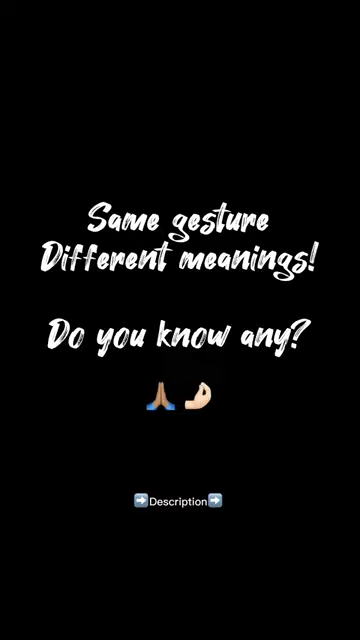 Same gesture
Different meanings!
Do you know any?
🙏🏽 🤌🏻
➡️Description➡️